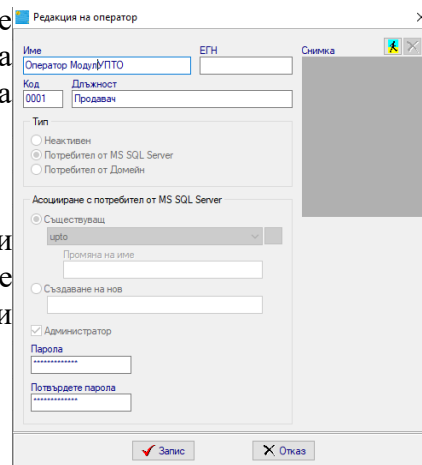 Редакция на оператор
Име
ЕГН
Снимка
Оператор Модул УПТО
Код
Длъжност
0001
Продавач
Тип
Неактивен
Потребител от MS SQL Server
Потребител от Домейн
Асоцииране с потребител от MS SQL Server
Съществуващ
upto
Промяна на име
Създаване на нов
Администратор
Парола
*************
Потвърдете парола
*************
Запис
Отказ
е
а
а
и
е
и